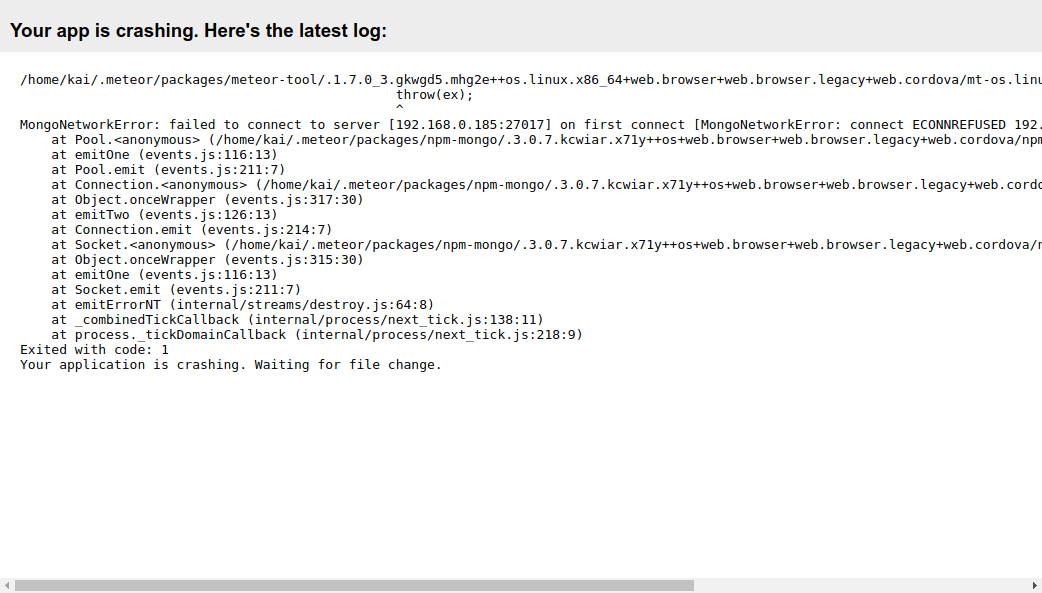 Your app is crashing. Here's the latest log:
/home/kai/.meteor/packages/meteor-tool/.1.7.0_3.gkwgd5.mhg2e++os.linux.x86_64+web.browser+web.browser.legacy+web.cordova/mt-os.linu
throw(ex);
^
MongoNetworkError: failed to connect to server [192.168.0.185:27017] on first connect [MongoNetworkError: connect ECONNREFUSED 192.
at Pool.<anonymous> (/home/kai/.meteor/packages/npm-mongo/.3.0.7.kcwiar.x71y++os+web.browser+web.browser.legacy+web.cordova/npm
at emitOne (events.js:116:13)
at Pool.emit (events.js:211:7)
at Connection.<anonymous> (/home/kai/.meteor/packages/npm-mongo/.3.0.7.kcwiar.x71y++os+web.browser+web.browser.legacy+web.cordo
at Object.onceWrapper (events.js:317:30)
at emitTwo (events.js:126:13)
at Connection.emit (events.js:214:7)
at Socket.<anonymous> (/home/kai/.meteor/packages/npm-mongo/.3.0.7.kcwiar.x71y++os+web.browser+web.browser.legacy+web.cordova/n
at Object.onceWrapper (events.js:315:30)
at emitOne (events.js:116:13)
at Socket.emit (events.js:211:7)
at emitErrorNT (internal/streams/destroy.js:64:8)
at _combinedTickCallback (internal/process/next_tick.js:138:11)
at process._tickDomainCallback (internal/process/next_tick.js:218:9)
Exited with code: 1
Your application is crashing. Waiting for file change.